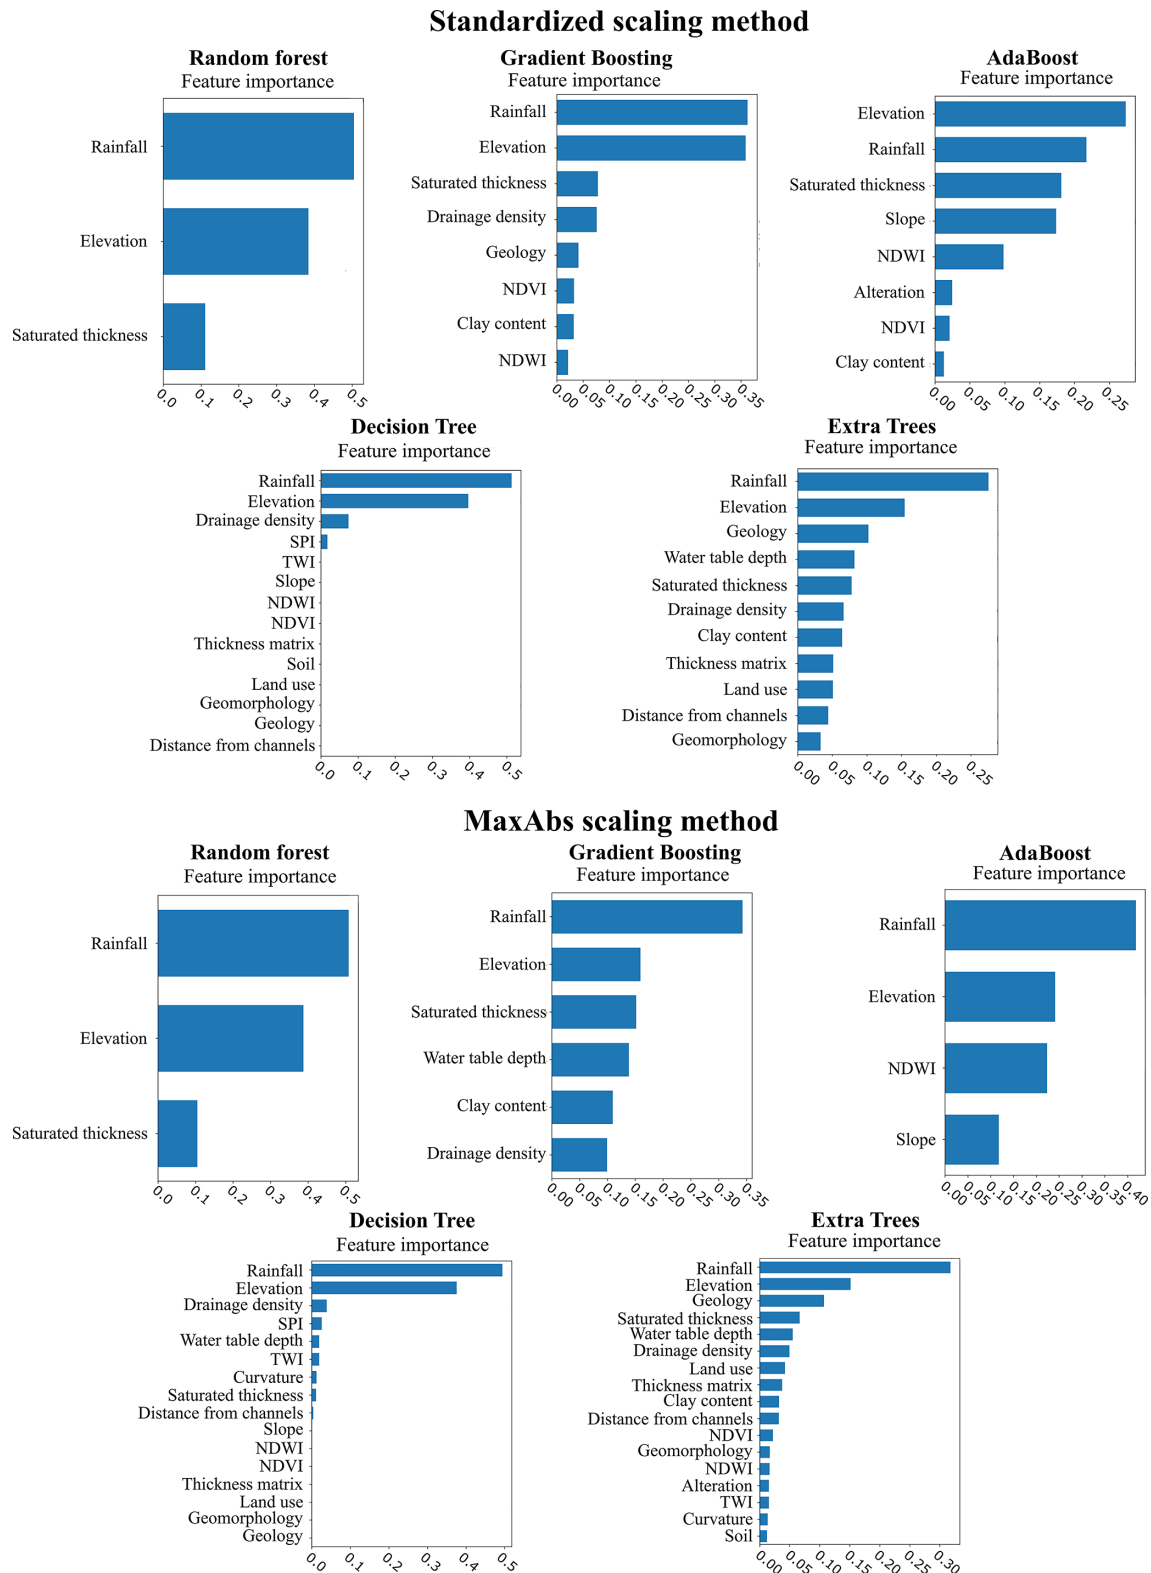 Standardized scaling method
Random forest
Feature importance
Rainfall
Elevation
Saturated thickness
0.0
0.1
0.2
0.3
0.4
0.5
Gradient Boosting
Feature importance
Rainfall
Elevation
Saturated thickness
Drainage density
Geology
NDVI
Clay content
NDWI
0.00
0.05
0.10
0.15
0.20
0.25
0.30
0.35
AdaBoost
Feature importance
Elevation
Rainfall
Saturated thickness
Slope
NDWI
Alteration
NDVI
Clay content
0.00
0.05
0.10
0.15
0.20
0.25
Decision Tree
Feature importance
Rainfall
Elevation
Drainage density
SPI
TWI
Slope
NDWI
NDVI
Thickness matrix
Soil
Land use
Geomorphology
Geology
Distance from channels
0.0
0.1
0.2
0.3
0.4
0.5
Extra Trees
Feature importance
Rainfall
Elevation
Geology
Water table depth
Saturated thickness
Drainage density
Clay content
Thickness matrix
Land use
Distance from channels
Geomorphology
0.00
0.05
0.10
0.15
0.20
0.25
MaxAbs scaling method
Random forest
Feature importance
Rainfall
Elevation
Saturated thickness
0.0
0.1
0.2
0.3
0.4
0.5
Gradient Boosting
Feature importance
Rainfall
Elevation
Saturated thickness
Water table depth
Clay content
Drainage density
0.00
0.05
0.10
0.15
0.20
0.25
0.30
0.35
AdaBoost
Feature importance
Rainfall
Elevation
NDWI
Slope
0.00
0.05
0.10
0.15
0.20
0.25
0.30
0.35
0.40
Decision Tree
Feature importance
Rainfall
Elevation
Drainage density
SPI
Water table depth
TWI
Curvature
Saturated thickness
Distance from channels
Slope
NDWI
NDVI
Thickness matrix
Land use
Geomorphology
Geology
0.0
0.1
0.2
0.3
0.4
0.5
Extra Trees
Feature importance
Rainfall
Elevation
Geology
Saturated thickness
Water table depth
Drainage density
Land use
Thickness matrix
Clay content
Distance from channels
NDVI
Geomorphology
NDWI
Alteration
TWI
Curvature
Soil
0.00
0.05
0.10
0.15
0.20
0.25
0.30